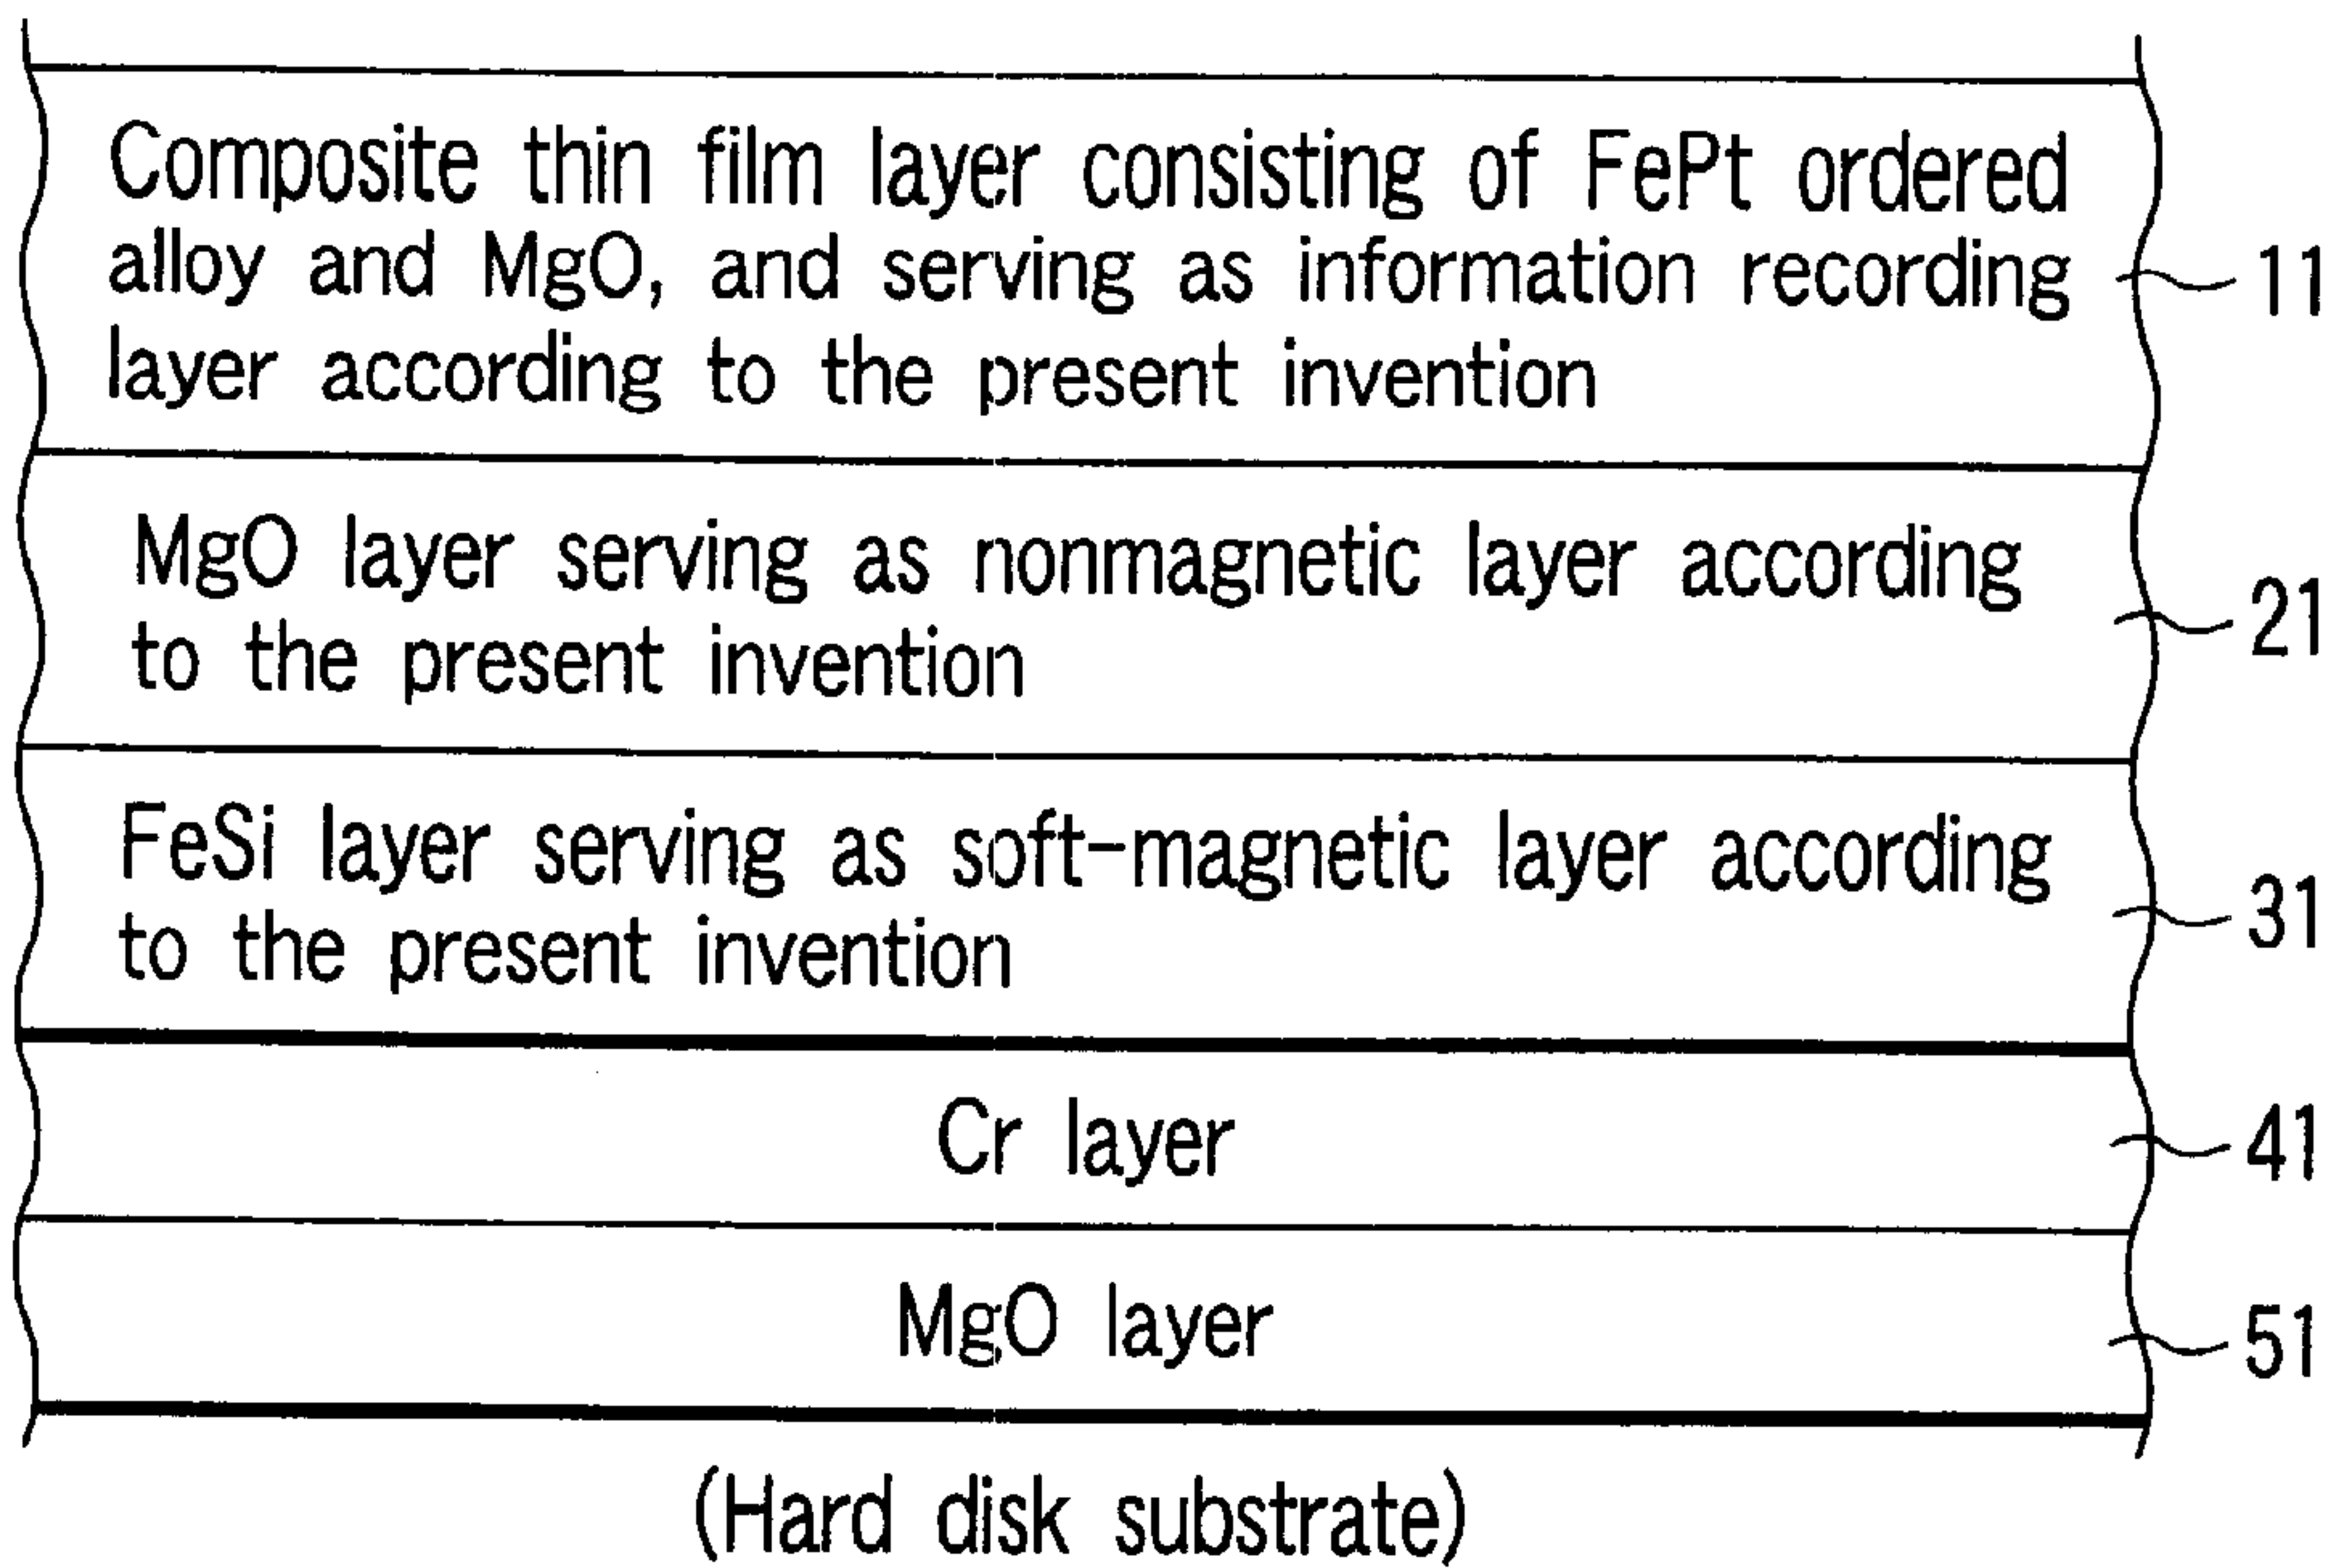 Composite thin film layer consisting of FePt ordered
alloy and MgO, and serving as information recording
layer according to the present invention
11
MgO layer serving as nonmagnetic layer according
to the present invention
21
FeSi layer serving as soft-magnetic layer according
to the present invention
31
Cr layer
41
MgO layer
51
(Hard disk substrate)